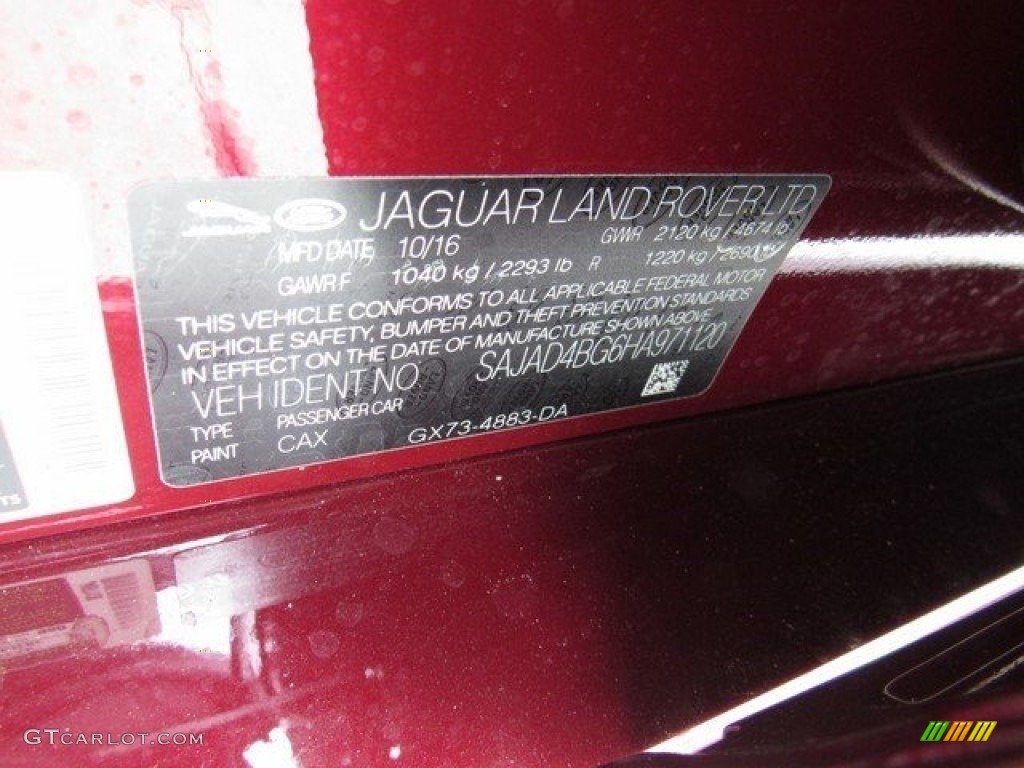 JAGUAR LAND ROVER LTD
MFD DATE 10/16 GWR 2120 kg / 4674 lb
GAWR F 1040 kg / 2293 lb R 1220 kg / 2690 lb
THIS VEHICLE CONFORMS TO ALL APPLICABLE FEDERAL MOTOR
VEHICLE SAFETY, BUMPER AND THEFT PREVENTION STANDARDS
IN EFFECT ON THE DATE OF MANUFACTURE SHOWN ABOVE
VEH IDENT NO SAJAD4BG6HA971120
TYPE PASSENGER CAR
PAINT CAX GX73-4883-DA
TS
GTCARLOT.COM